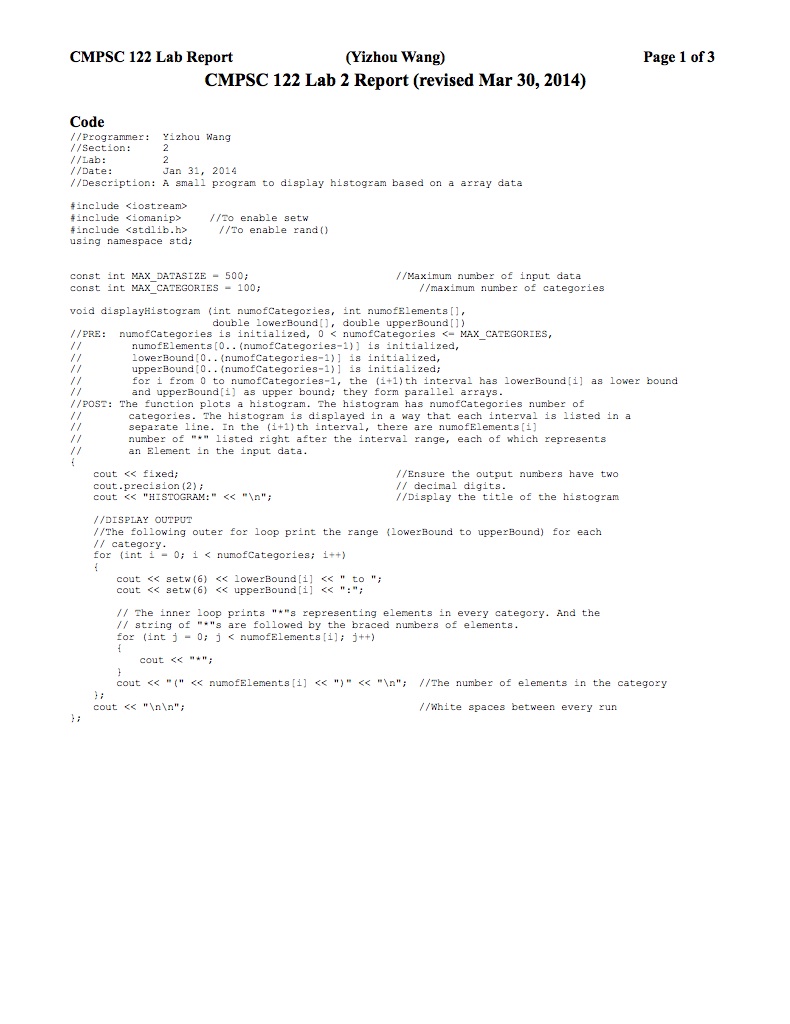 CMPSC 122 Lab Report (Yizhou Wang) Page 1 of 3
CMPSC 122 Lab 2 Report (revised Mar 30, 2014)
Code
//Programmer: Yizhou Wang
//Section: 2
//Lab: 2
//Date: Jan 31, 2014
//Description: A small program to display histogram based on a array data
#include <iostream>
#include <iomanip> //To enable setw
#include <stdlib.h> //To enable rand()
using namespace std;
const int MAX_DATASIZE = 500; //Maximum number of input data
const int MAX_CATEGORIES = 100; //maximum number of categories
void displayHistogram (int numofCategories, int numofElements[],
double lowerBound[], double upperBound[])
//PRE: numofCategories is initialized, 0 < numofCategories <= MAX_CATEGORIES,
// numofElements[0..(numofCategories-1)] is initialized,
// lowerBound[0..(numofCategories-1)] is initialized,
// upperBound[0..(numofCategories-1)] is initialized;
// for i from 0 to numofCategories-1, the (i+1)th interval has lowerBound[i] as lower bound
// and upperBound[i] as upper bound; they form parallel arrays.
//POST: The function plots a histogram. The histogram has numofCategories number of
// categories. The histogram is displayed in a way that each interval is listed in a
// separate line. In the (i+1)th interval, there are numofElements[i]
// number of "*" listed right after the interval range, each of which represents
// an Element in the input data.
{
cout << fixed; //Ensure the output numbers have two
cout.precision(2); // decimal digits.
cout << "HISTOGRAM:" << "\n"; //Display the title of the histogram
//DISPLAY OUTPUT
//The following outer for loop print the range (lowerBound to upperBound) for each
// category.
for (int i = 0; i < numofCategories; i++)
{
cout << setw(6) << lowerBound[i] << " to ";
cout << setw(6) << upperBound[i] << ":";
// The inner loop prints "*"s representing elements in every category. And the
// string of "*"s are followed by the braced numbers of elements.
for (int j = 0; j < numofElements[i]; j++)
{
cout << "*";
}
cout << "(" << numofElements[i] << ")" << "\n"; //The number of elements in the category
};
cout << "\n\n"; //White spaces between every run
};